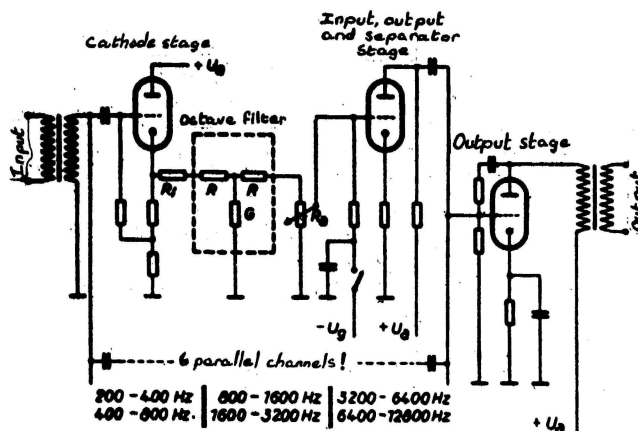 Input, output
and separator
Stage
Cathode stage
+ Ua
Octave filter
Input
R1
R
R
G
Ra
Output stage
Output
- Ug
+ Ua
6 parallel channels!
200 - 400 Hz
800 - 1600 Hz
3200 - 6400 Hz
400 - 800 Hz.
1600 - 3200 Hz
6400 - 12800 Hz
+ Ua